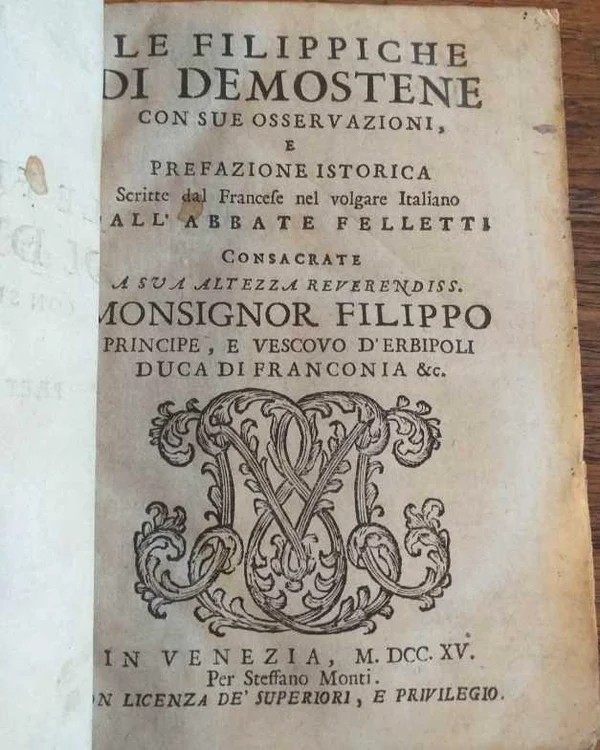 LE FILIPPICHE
DI DEMOSTENE
CON SUE OSSERVAZIONI,
E
PREFAZIONE ISTORICA
Scritte dal Franceſe nel volgare Italiano
ALL' ABBATE FELLETTI
CONSACRATE
A SVA ALTEZZA REVERENDISS.
MONSIGNOR FILIPPO
PRINCIPE, E VESCOVO D'ERBIPOLI
DUCA DI FRANCONIA &c.
IN VENEZIA, M. DCC. XV.
Per Steffano Monti.
ON LICENZA DE' SUPERIORI, E PRIVILEGIO.